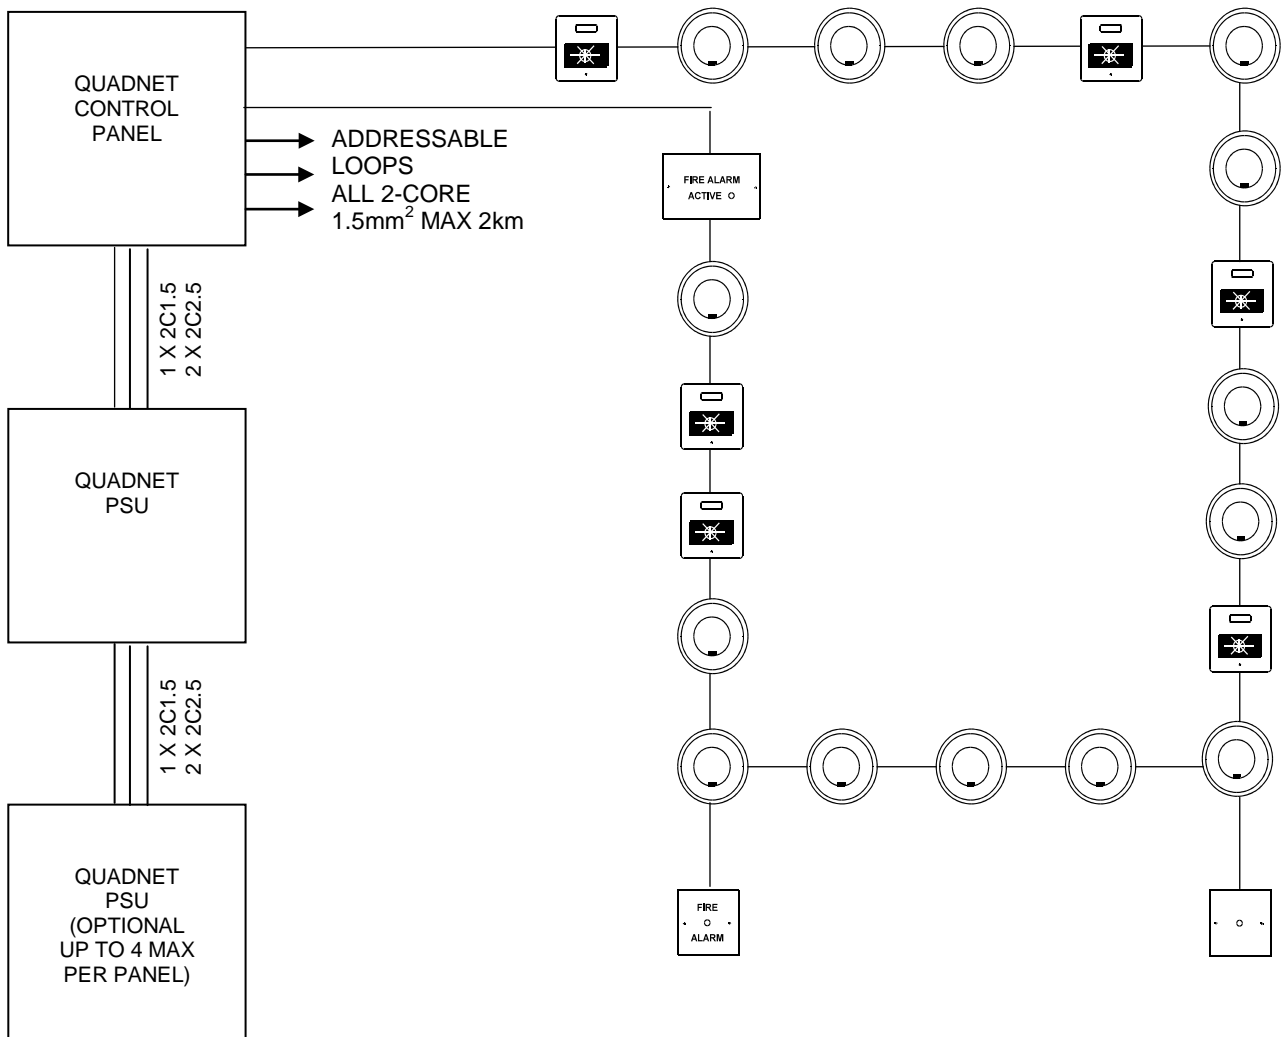 QUADNET
CONTROL
PANEL
ADDRESSABLE
LOOPS
ALL 2-CORE
1.5mm² MAX 2km
FIRE ALARM
ACTIVE
1 X 2C1.5
2 X 2C2.5
QUADNET
PSU
1 X 2C1.5
2 X 2C2.5
QUADNET
PSU
(OPTIONAL
UP TO 4 MAX
PER PANEL)
FIRE
ALARM